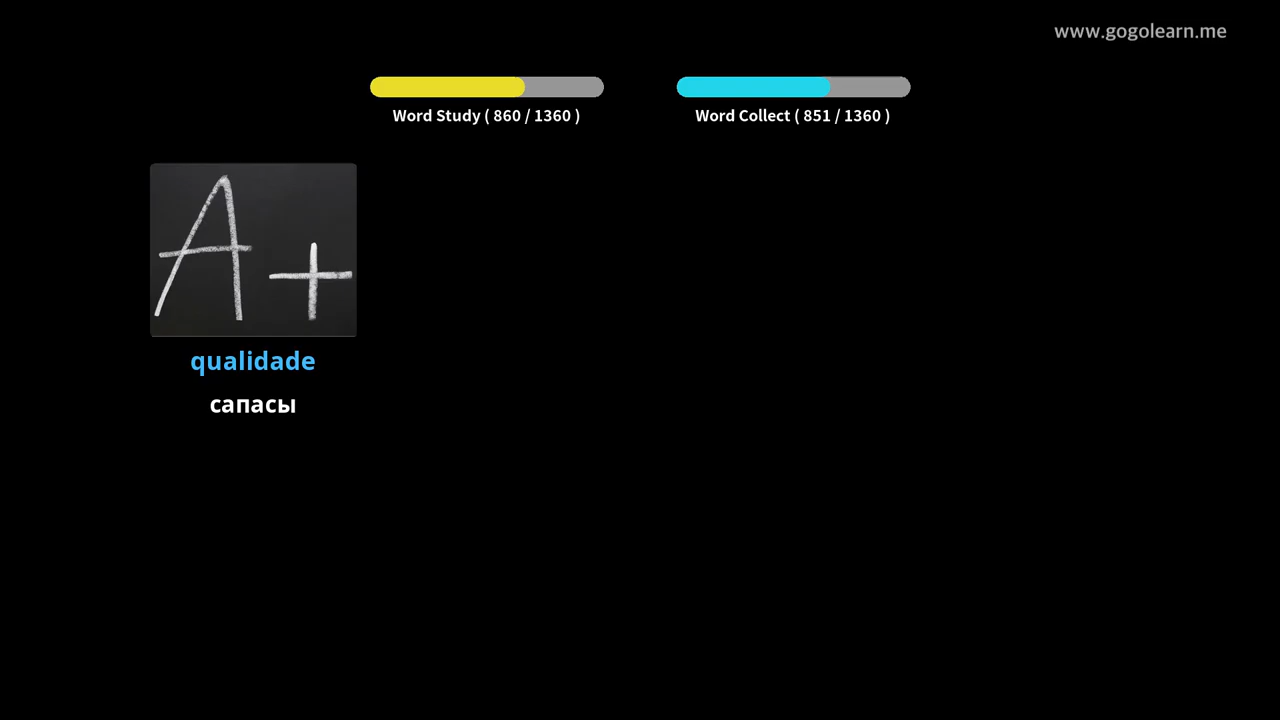 www.gogolearn.me
Word Study ( 860 / 1360 )
Word Collect ( 851 / 1360 )
A+
qualidade
сапасы